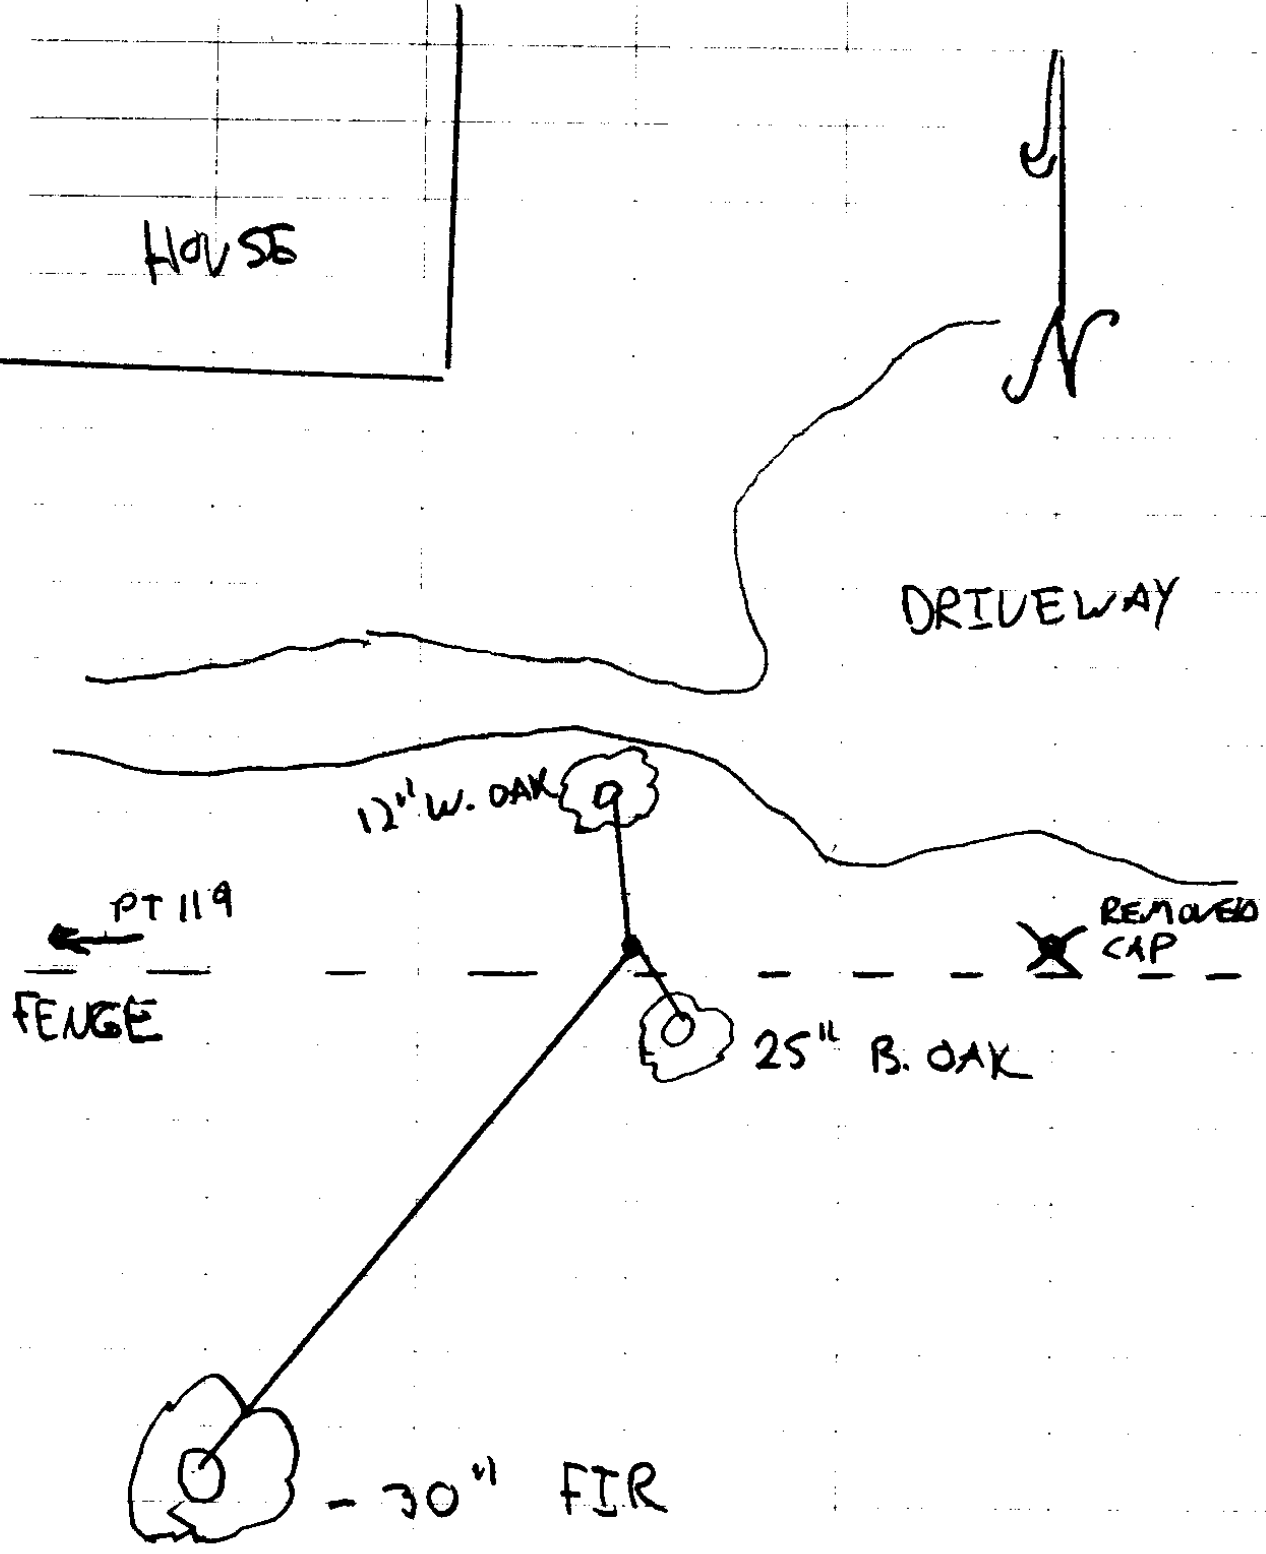 N
HOUSE
DRIVEWAY
12" W. OAK
PT 119
REMOVED
CAP
FENCE
25" B. OAK
- 30" FIR